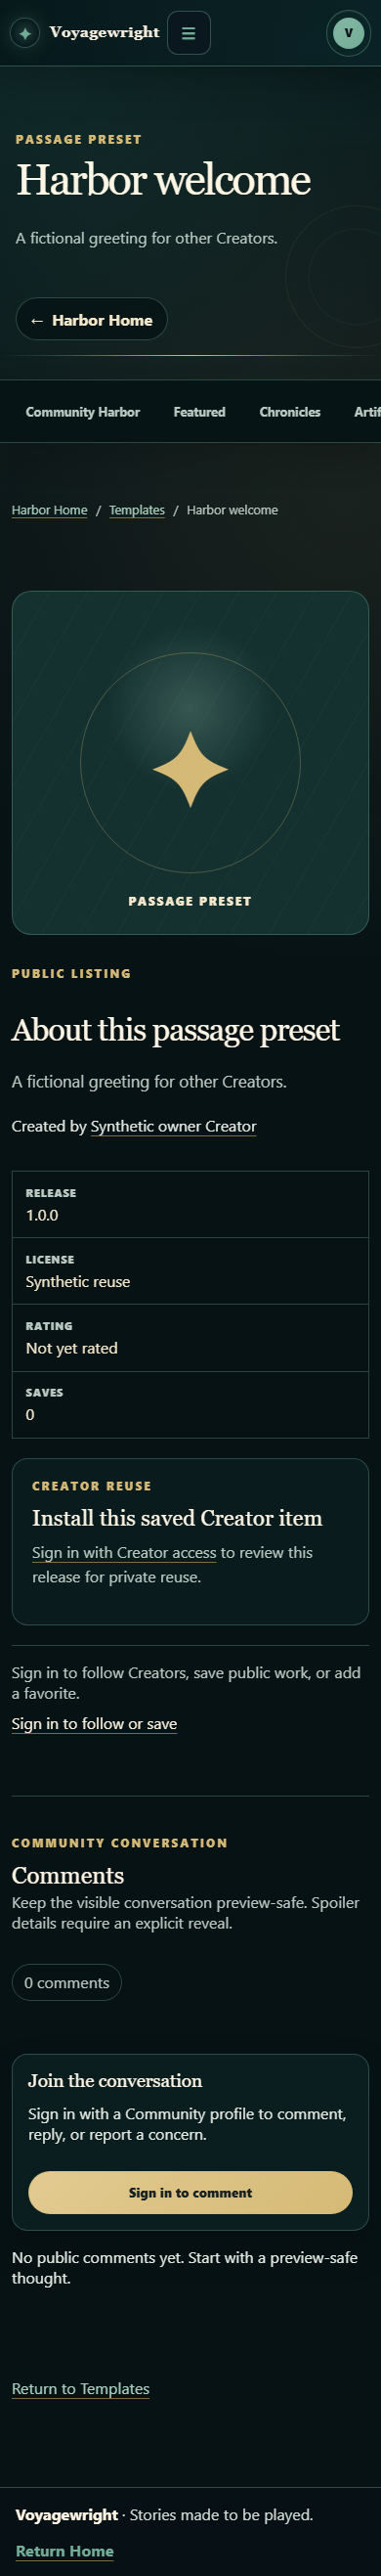 Voyagewright
V
PASSAGE PRESET
Harbor welcome
A fictional greeting for other Creators.
← Harbor Home
Community Harbor Featured Chronicles Artif
Harbor Home / Templates / Harbor welcome
PASSAGE PRESET
PUBLIC LISTING
About this passage preset
A fictional greeting for other Creators.
Created by Synthetic owner Creator
RELEASE
1.0.0
LICENSE
Synthetic reuse
RATING
Not yet rated
SAVES
0
CREATOR REUSE
Install this saved Creator item
Sign in with Creator access to review this
release for private reuse.
Sign in to follow Creators, save public work, or add
a favorite.
Sign in to follow or save
COMMUNITY CONVERSATION
Comments
Keep the visible conversation preview-safe. Spoiler
details require an explicit reveal.
0 comments
Join the conversation
Sign in with a Community profile to comment,
reply, or report a concern.
Sign in to comment
No public comments yet. Start with a preview-safe
thought.
Return to Templates
Voyagewright · Stories made to be played.
Return Home